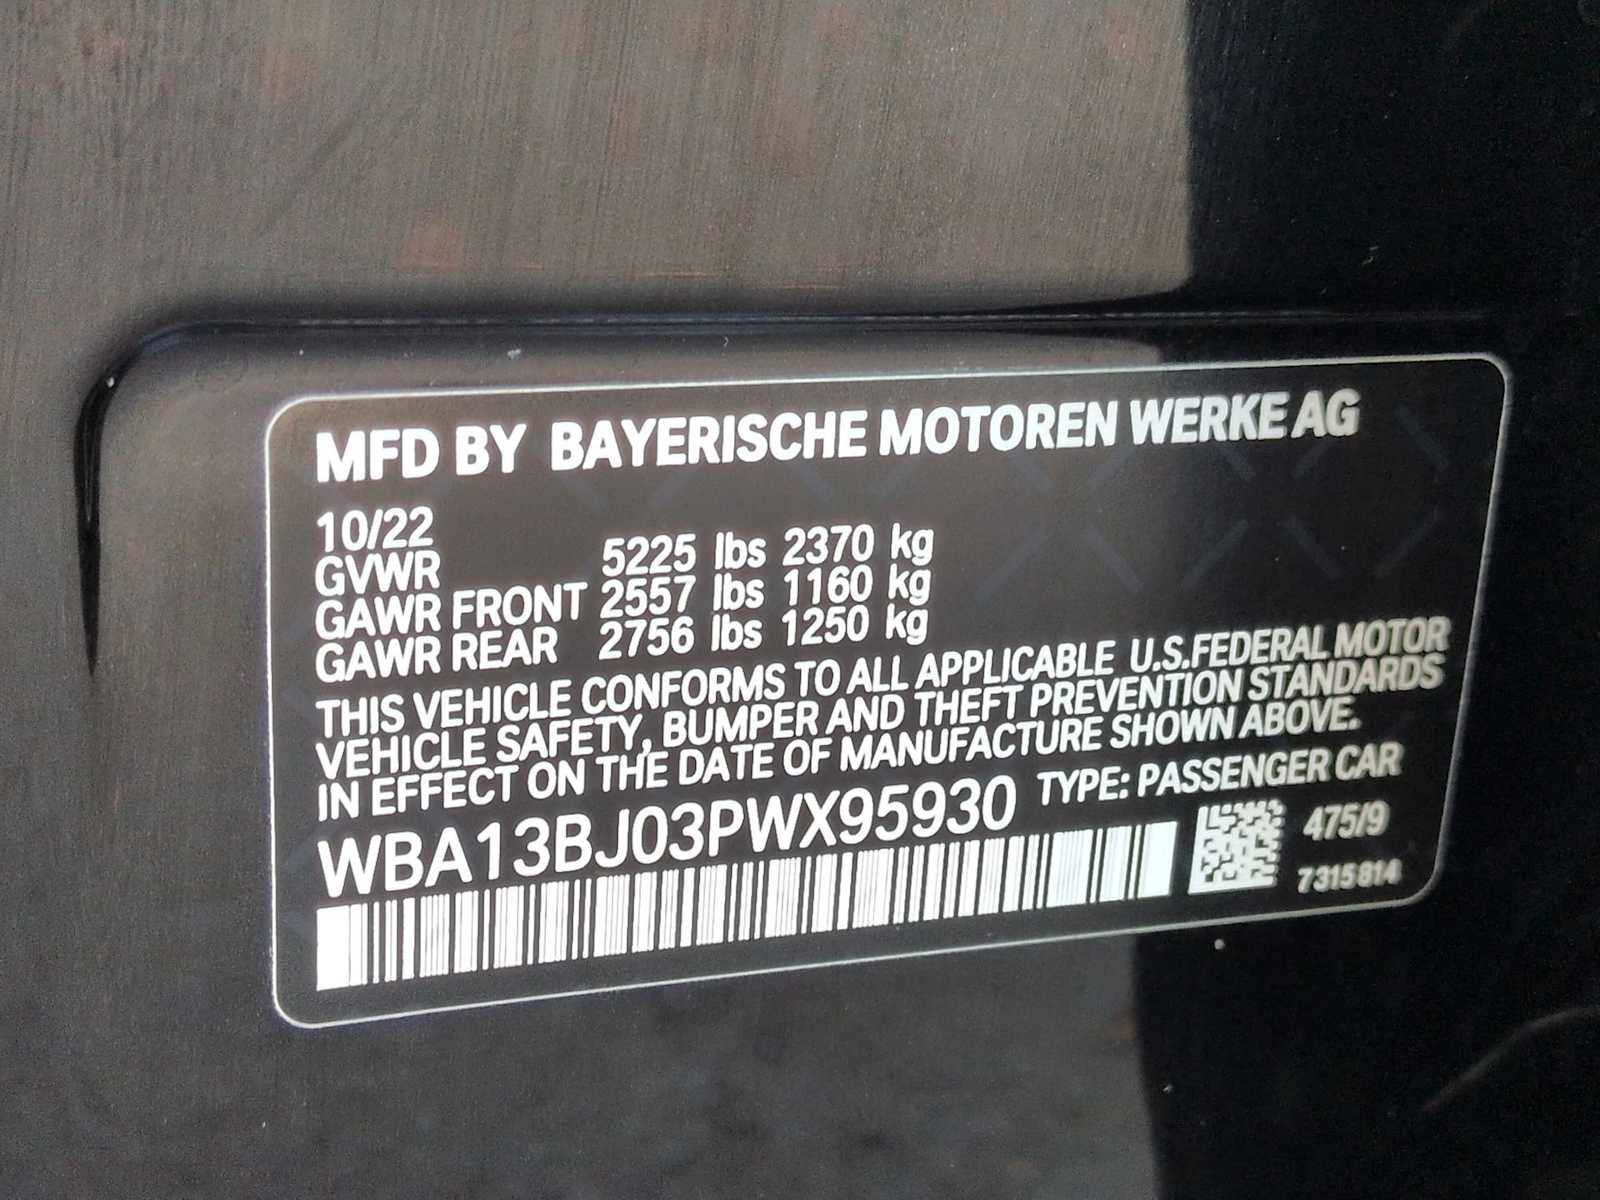 MFD BY BAYERISCHE MOTOREN WERKE AG
10/22
GVWR 5225 lbs 2370 kg
GAWR FRONT 2557 lbs 1160 kg
GAWR REAR 2756 lbs 1250 kg
THIS VEHICLE CONFORMS TO ALL APPLICABLE U.S.FEDERAL MOTOR
VEHICLE SAFETY, BUMPER AND THEFT PREVENTION STANDARDS
IN EFFECT ON THE DATE OF MANUFACTURE SHOWN ABOVE.
WBA13BJ03PWX95930 TYPE: PASSENGER CAR
475/9
7315814